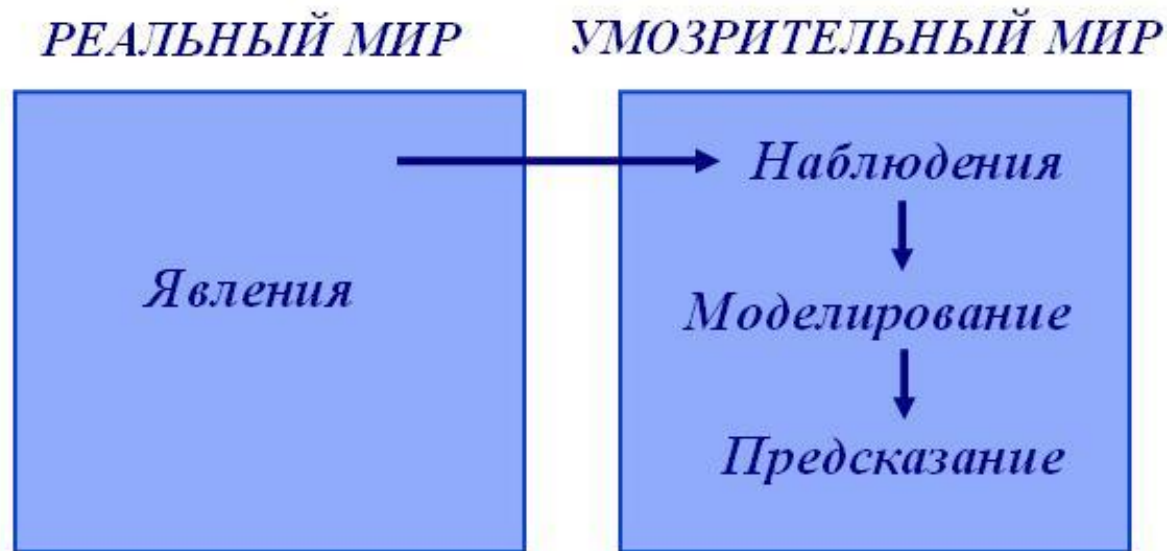 РЕАЛЬНЫЙ МИР
УМОЗРИТЕЛЬНЫЙ МИР
Явления
Наблюдения
Моделирование
Предсказание